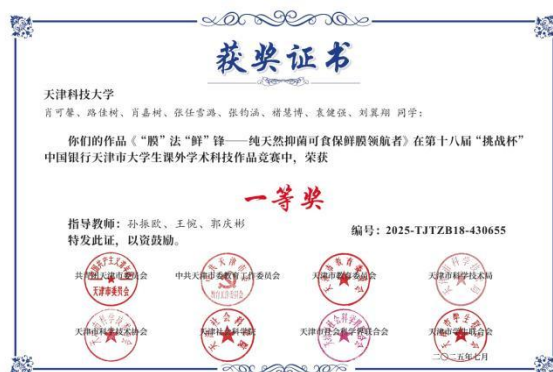 获奖证书
天津科技大学
肖可馨、路佳树、肖嘉树、张任雪潞、张钧涵、褚慧博、袁健强、刘翼翔 同学：
你们的作品《“膜”法“鲜”锋——纯天然抑菌可食保鲜膜领航者》在第十八届“挑战杯”
中国银行天津市大学生课外学术科技作品竞赛中，荣获
一等奖
指导教师：孙振欧、王惋、郭庆彬
编号：2025-TJTZB18-430655
特发此证，以资鼓励。
共青团天津市委员会 中共天津市委教育工作委员会 天津市教育委员会 天津市科学技术局
天津市科学技术协会 天津社会科学院 天津市社会科学界联合会 天津市学生联合会
二〇二五年七月